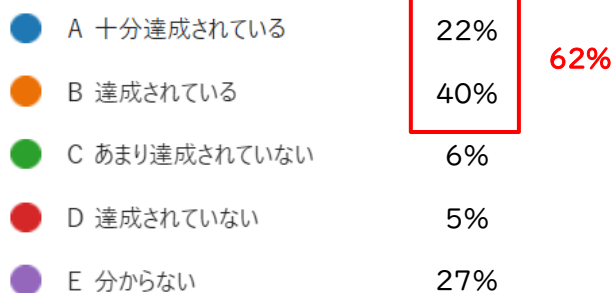 A 十分達成されている 22%
62%
B 達成されている 40%
C あまり達成されていない 6%
D 達成されていない 5%
E 分からない 27%